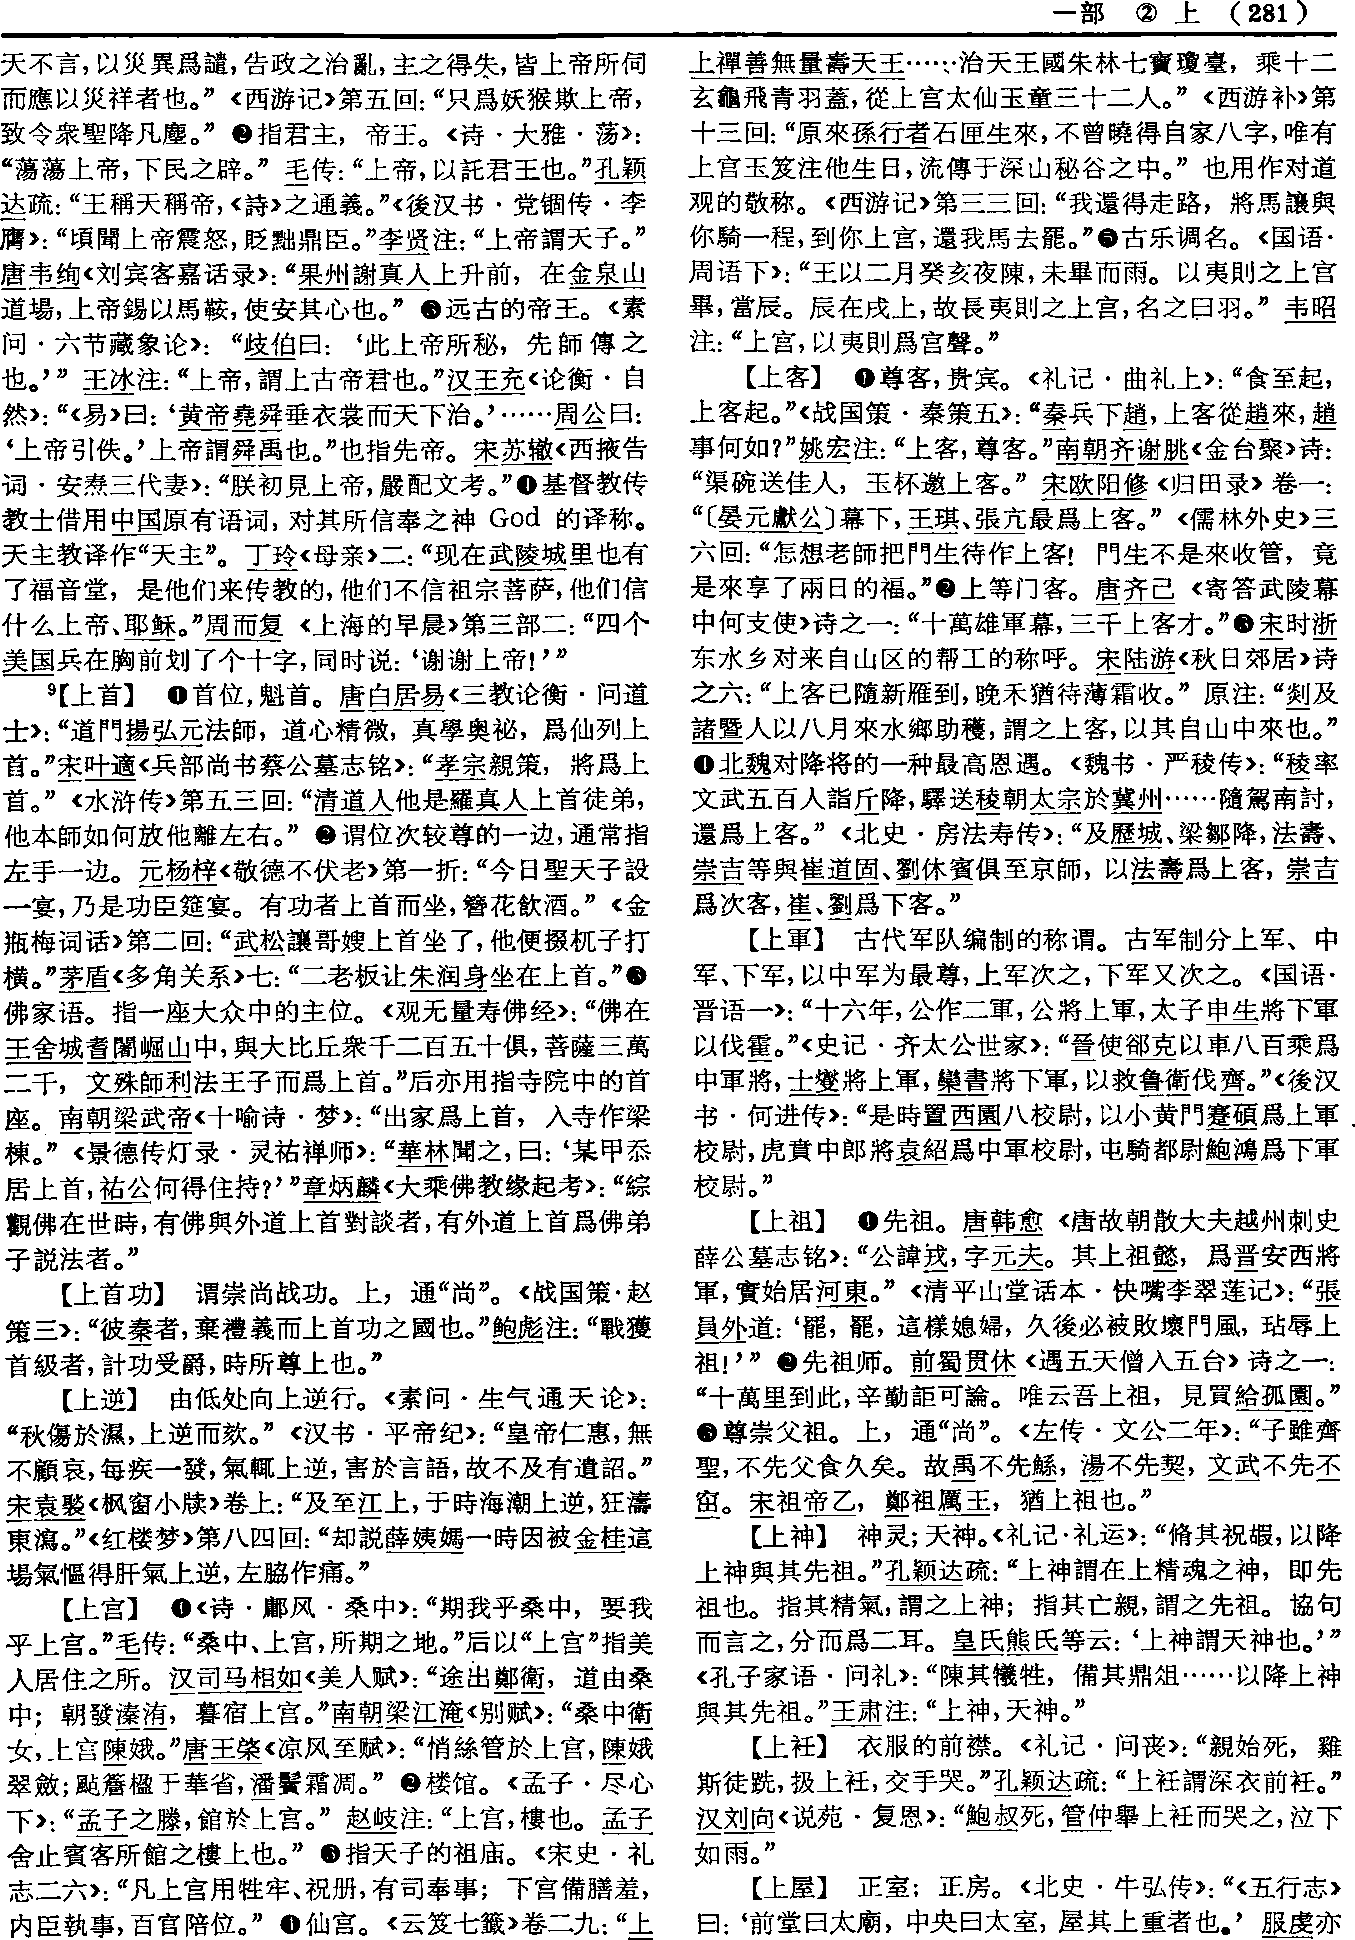 一部 ② 上 （281）
天不言，以災異爲譴，告政之治亂，主之得失，皆上帝所伺
而應以災祥者也。”《西游记》第五回：“只爲妖猴欺上帝，
致令衆聖降凡塵。”❷指君主，帝王。《诗·大雅·荡》：
“蕩蕩上帝，下民之辟。”毛传：“上帝，以託君王也。”孔颖
达疏：“王稱天稱帝，《詩》之通義。”《後汉书·党锢传·李
膺》：“頃聞上帝震怒，貶黜鼎臣。”李贤注：“上帝謂天子。”
唐韦绚《刘宾客嘉话录》：“果州謝真人上升前，在金泉山
道場，上帝錫以馬鞍，使安其心也。”❸远古的帝王。《素
问·六节藏象论》：“歧伯曰：‘此上帝所秘，先師傳之
也。’”王冰注：“上帝，謂上古帝君也。”汉王充《论衡·自
然》：“《易》曰：‘黄帝堯舜垂衣裳而天下治。’……周公曰：
‘上帝引佚。’上帝謂舜禹也。”也指先帝。宋苏辙《西掖告
词·安焘三代妻》：“朕初見上帝，嚴配文考。”❹基督教传
教士借用中国原有语词，对其所信奉之神 God 的译称。
天主教译作“天主”。丁玲《母亲》二：“现在武陵城里也有
了福音堂，是他们来传教的，他们不信祖宗菩萨，他们信
什么上帝、耶稣。”周而复《上海的早晨》第三部二：“四个
美国兵在胸前划了个十字，同时说：‘谢谢上帝！’”
⁹【上首】 ❶首位，魁首。唐白居易《三教论衡·问道
士》：“道門揚弘元法師，道心精微，真學奥祕，爲仙列上
首。”宋叶適《兵部尚书蔡公墓志铭》：“孝宗親策，將爲上
首。”《水浒传》第五三回：“清道人他是羅真人上首徒弟，
他本師如何放他離左右。”❷谓位次较尊的一边，通常指
左手一边。元杨梓《敬德不伏老》第一折：“今日聖天子設
一宴，乃是功臣筵宴。有功者上首而坐，簪花飲酒。”《金
瓶梅词话》第二回：“武松讓哥嫂上首坐了，他便掇杌子打
横。”茅盾《多角关系》七：“二老板让朱润身坐在上首。”❸
佛家语。指一座大众中的主位。《观无量寿佛经》：“佛在
王舍城耆闍崛山中，與大比丘衆千二百五十俱，菩薩三萬
二千，文殊師利法王子而爲上首。”后亦用指寺院中的首
座。南朝梁武帝《十喻诗·梦》：“出家爲上首，入寺作梁
棟。”《景德传灯录·灵祐禅师》：“華林聞之，曰：‘某甲忝
居上首，祐公何得住持？’”章炳麟《大乘佛教缘起考》：“綜
觀佛在世時，有佛與外道上首對談者，有外道上首爲佛弟
子説法者。”
【上首功】 谓崇尚战功。上，通“尚”。《战国策·赵
策三》：“彼秦者，棄禮義而上首功之國也。”鲍彪注：“戰獲
首級者，計功受爵，時所尊上也。”
【上逆】 由低处向上逆行。《素问·生气通天论》：
“秋傷於濕，上逆而欬。”《汉书·平帝纪》：“皇帝仁惠，無
不顧哀，每疾一發，氣輒上逆，害於言語，故不及有遺詔。”
宋袁褧《枫窗小牍》卷上：“及至江上，于時海潮上逆，狂濤
東瀉。”《红楼梦》第八四回：“却説薛姨媽一時因被金桂這
場氣慪得肝氣上逆，左脇作痛。”
【上宫】 ❶《诗·鄘风·桑中》：“期我乎桑中，要我
乎上宫。”毛传：“桑中、上宫，所期之地。”后以“上宫”指美
人居住之所。汉司马相如《美人赋》：“途出鄭衛，道由桑
中；朝發溱洧，暮宿上宫。”南朝梁江淹《别赋》：“桑中衛
女，上宫陳娥。”唐王棨《凉风至赋》：“悄絲管於上宫，陳娥
翠斂；颭簷楹于華省，潘鬢霜凋。”❷楼馆。《孟子·尽心
下》：“孟子之滕，館於上宫。”赵岐注：“上宫，樓也。孟子
舍止賓客所館之樓上也。”❸指天子的祖庙。《宋史·礼
志二六》：“凡上宫用牲牢、祝册，有司奉事；下宫備膳羞，
内臣執事，百官陪位。”❹仙宫。《云笈七籤》卷二九：“上
上禪善無量壽天王……治天王國朱林七寶瓊臺，乘十二
玄龜飛青羽蓋，從上宫太仙玉童三十二人。”《西游补》第
十三回：“原來孫行者石匣生來，不曾曉得自家八字，唯有
上宫玉笈注他生日，流傳于深山秘谷之中。”也用作对道
观的敬称。《西游记》第三三回：“我還得走路，將馬讓與
你騎一程，到你上宫，還我馬去罷。”❺古乐调名。《国语·
周语下》：“王以二月癸亥夜陳，未畢而雨。以夷則之上宫
畢，當辰。辰在戌上，故長夷則之上宫，名之曰羽。”韦昭
注：“上宫，以夷則爲宫聲。”
【上客】 ❶尊客，贵宾。《礼记·曲礼上》：“食至起，
上客起。”《战国策·秦策五》：“秦兵下趙，上客從趙來，趙
事何如？”姚宏注：“上客，尊客。”南朝齐谢朓《金台聚》诗：
“渠碗送佳人，玉杯邀上客。”宋欧阳修《归田录》卷一：
“〔晏元獻公〕幕下，王琪、張亢最爲上客。”《儒林外史》三
六回：“怎想老師把門生待作上客！門生不是來收管，竟
是來享了兩日的福。”❷上等门客。唐齐己《寄答武陵幕
中何支使》诗之一：“十萬雄軍幕，三千上客才。”❸宋时浙
东水乡对来自山区的帮工的称呼。宋陆游《秋日郊居》诗
之六：“上客已隨新雁到，晚禾猶待薄霜收。”原注：“剡及
諸暨人以八月來水鄉助穫，謂之上客，以其自山中來也。”
❹北魏对降将的一种最高恩遇。《魏书·严稜传》：“稜率
文武五百人詣斤降，驛送稜朝太宗於冀州……隨駕南討，
還爲上客。”《北史·房法寿传》：“及歷城、梁鄒降，法壽、
崇吉等與崔道固、劉休賓俱至京師，以法壽爲上客，崇吉
爲次客，崔、劉爲下客。”
【上軍】 古代军队编制的称谓。古军制分上军、中
军、下军，以中军为最尊，上军次之，下军又次之。《国语·
晋语一》：“十六年，公作二軍，公將上軍，太子申生將下軍
以伐霍。”《史记·齐太公世家》：“晉使郤克以車八百乘爲
中軍將，士燮將上軍，欒書將下軍，以救魯衛伐齊。”《後汉
书·何进传》：“是時置西園八校尉，以小黄門蹇碩爲上軍
校尉，虎賁中郎將袁紹爲中軍校尉，屯騎都尉鮑鴻爲下軍
校尉。”
【上祖】 ❶先祖。唐韩愈《唐故朝散大夫越州刺史
薛公墓志铭》：“公諱戎，字元夫。其上祖懿，爲晋安西將
軍，實始居河東。”《清平山堂话本·快嘴李翠莲记》：“張
員外道：‘罷，罷，這樣媳婦，久後必被敗壞門風，玷辱上
祖！’”❷先祖师。前蜀贯休《遇五天僧入五台》诗之一：
“十萬里到此，辛勤詎可論。唯云吾上祖，見買給孤園。”
❸尊崇父祖。上，通“尚”。《左传·文公二年》：“子雖齊
聖，不先父食久矣。故禹不先鯀，湯不先契，文武不先不
窋。宋祖帝乙，鄭祖厲王，猶上祖也。”
【上神】 神灵；天神。《礼记·礼运》：“脩其祝嘏，以降
上神與其先祖。”孔颖达疏：“上神謂在上精魂之神，即先
祖也。指其精氣，謂之上神；指其亡親，謂之先祖。協句
而言之，分而爲二耳。皇氏熊氏等云：‘上神謂天神也。’”
《孔子家语·问礼》：“陳其犧牲，備其鼎俎……以降上神
與其先祖。”王肃注：“上神，天神。”
【上衽】 衣服的前襟。《礼记·问丧》：“親始死，雞
斯徒跣，扱上衽，交手哭。”孔颖达疏：“上衽謂深衣前衽。”
汉刘向《说苑·复恩》：“鮑叔死，管仲舉上衽而哭之，泣下
如雨。”
【上屋】 正室；正房。《北史·牛弘传》：“《五行志》
曰：‘前堂曰太廟，中央曰太室，屋其上重者也。’服虔亦